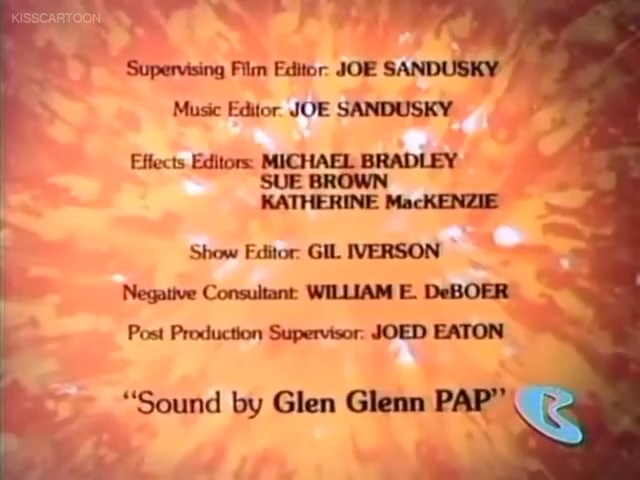 KISSCARTOON
Supervising Film Editor: JOE SANDUSKY
Music Editor: JOE SANDUSKY
Effects Editors: MICHAEL BRADLEY
SUE BROWN
KATHERINE MacKENZIE
Show Editor: GIL IVERSON
Negative Consultant: WILLIAM E. DeBOER
Post Production Supervisor: JOED EATON
“Sound by Glen Glenn PAP”
B